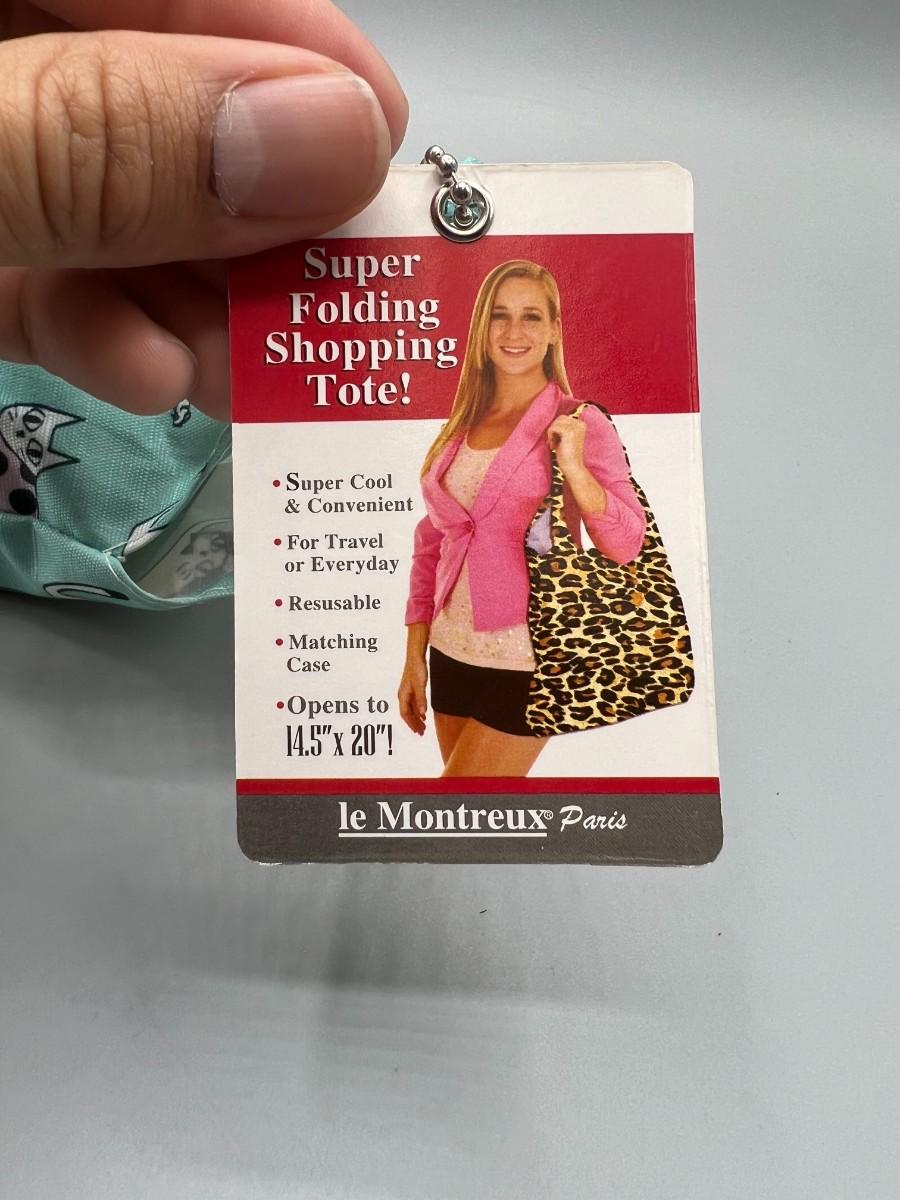 Super
Folding
Shopping
Tote!
• Super Cool
& Convenient
• For Travel
or Everyday
• Resusable
• Matching
Case
• Opens to
14.5" x 20"!
le Montreux® Paris